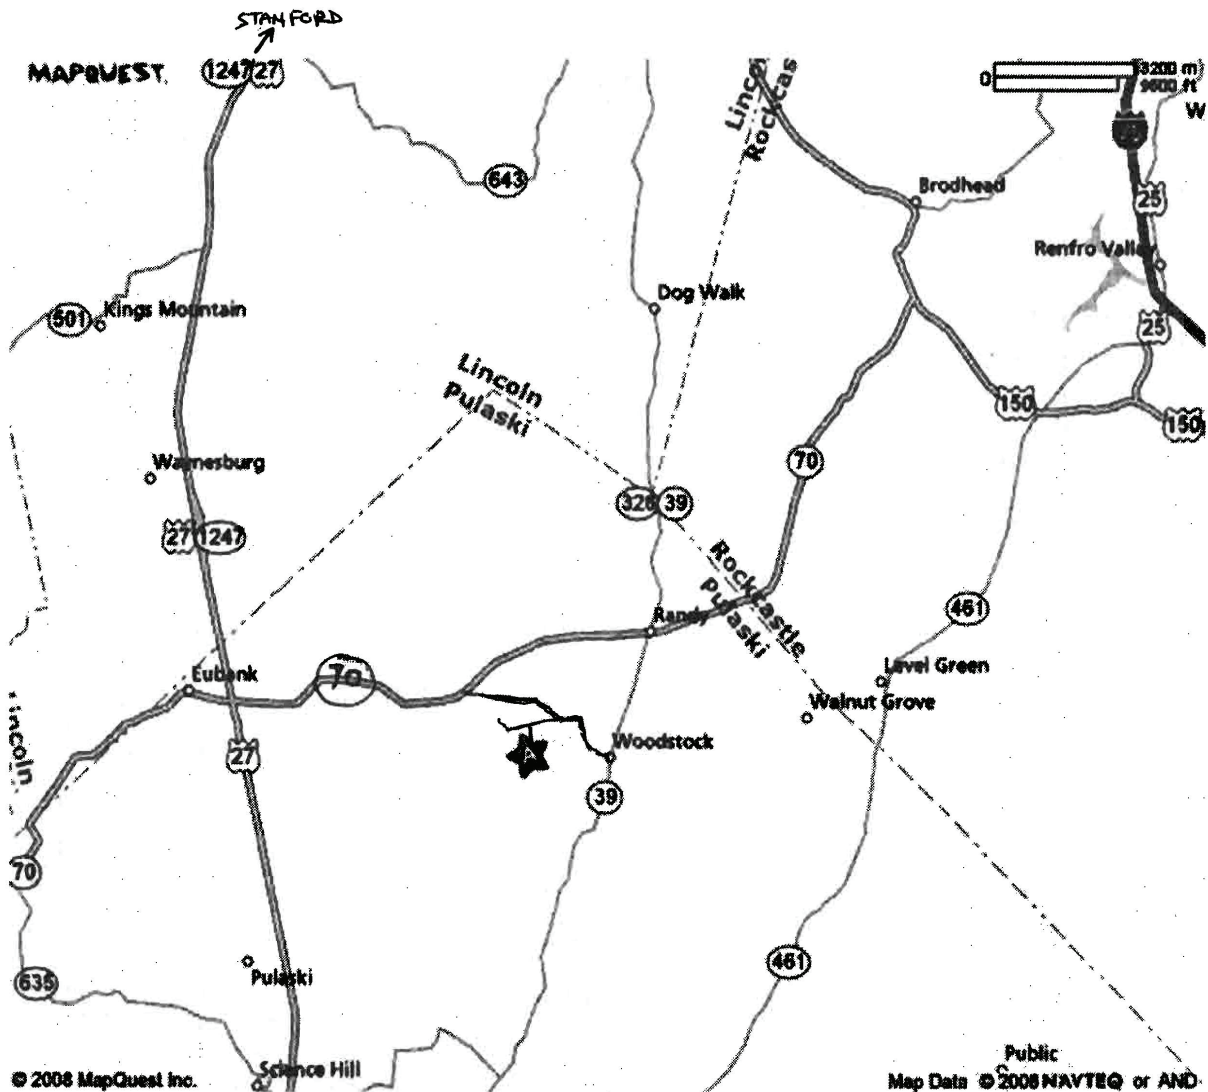 STANFORD
MAPQUEST
1247 27
0
3200 m
9600 ft
W
Lincoln
643
25
Brodhead
Renfro Valley
Dog Walk
501
Kings Mountain
25
Lincoln
Pulaski
150
150
Waynesburg
70
326 39
27 1247
Rockcastle
Pulaski
461
Randy
Eubank
70
Level Green
Walnut Grove
27
Woodstock
39
70
635
Pulaski
461
Science Hill
Public
© 2008 MapQuest Inc.
Map Data © 2008 NAVTEQ or AND